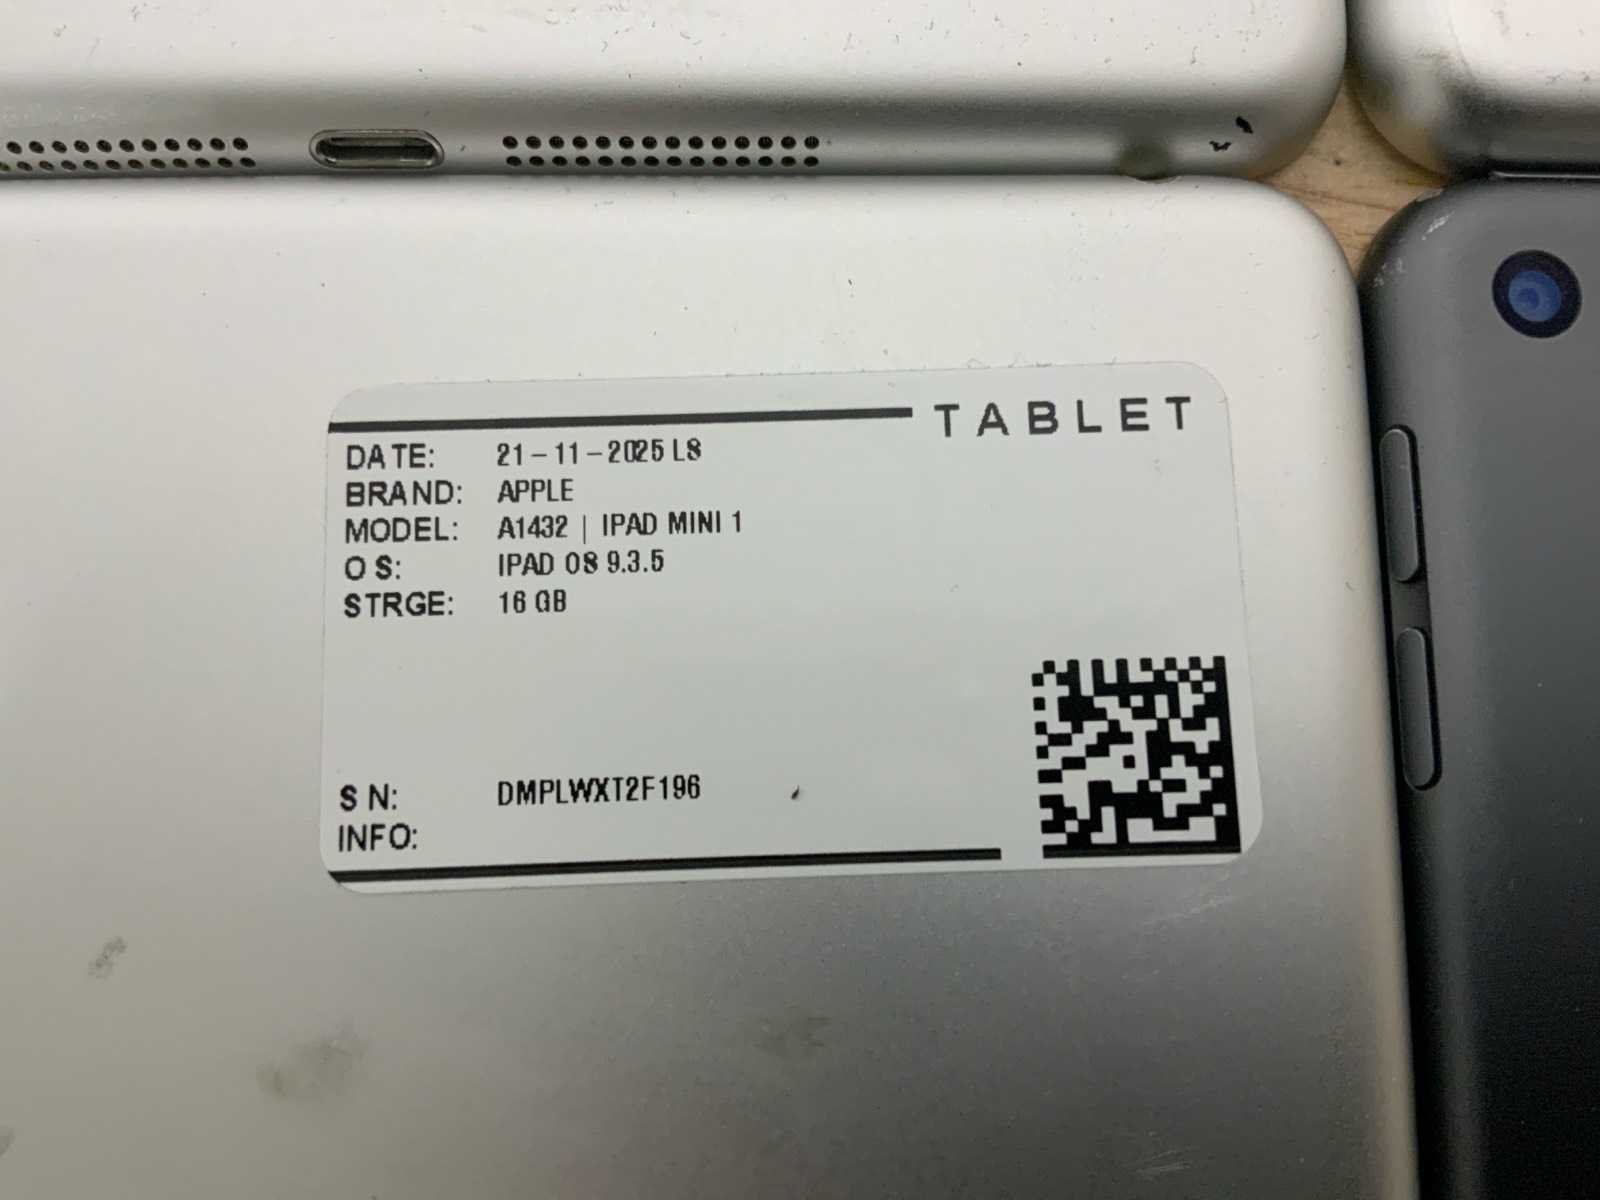 TABLET
DATE: 21-11-2025 LS
BRAND: APPLE
MODEL: A1432 | IPAD MINI 1
OS: IPAD OS 9.3.5
STRGE: 16 GB
SN: DMPLWXT2F196
INFO: